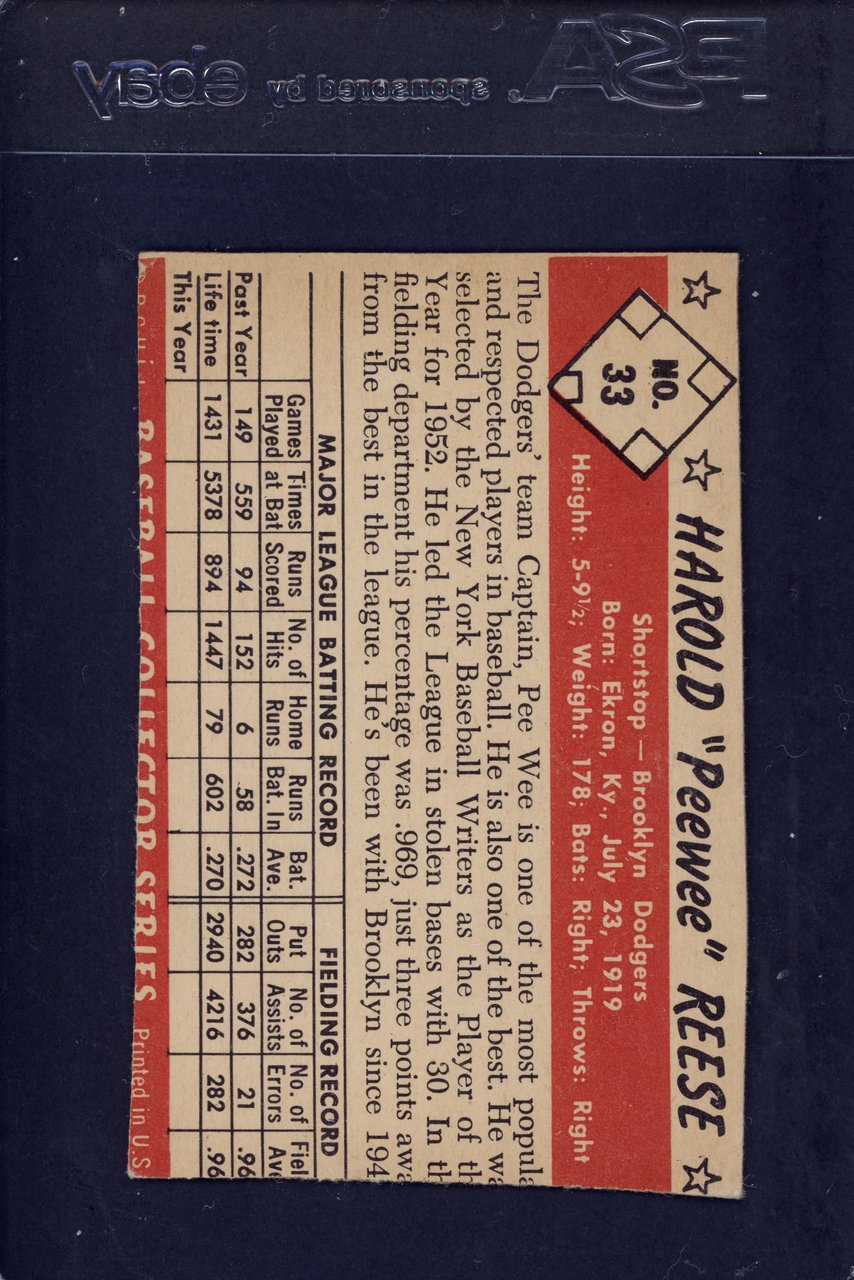 ebay sponsored by PSA
NO.
33
HAROLD "Peewee" REESE
Shortstop — Brooklyn Dodgers
Born: Ekron, Ky., July 23, 1919
Height: 5-9½; Weight: 178; Bats: Right; Throws: Right
The Dodgers' team Captain, Pee Wee is one of the most popula
and respected players in baseball. He is also one of the best. He wa
selected by the New York Baseball Writers as the Player of th
Year for 1952. He led the League in stolen bases with 30. In th
fielding department his percentage was .969, just three points awa
from the best in the league. He's been with Brooklyn since 194
MAJOR LEAGUE BATTING RECORD FIELDING RECORD
Games Times Runs No. of Home Runs Bat. Put No. of No. of Fiel
Played at Bat Scored Hits Runs Bat. In Ave. Outs Assists Errors Av
Past Year 149 559 94 152 6 58 .272 282 376 21 .96
Life time 1431 5378 894 1447 79 602 .270 2940 4216 282 .96
This Year
BASEBALL COLLECTOR SERIES Printed in U.S